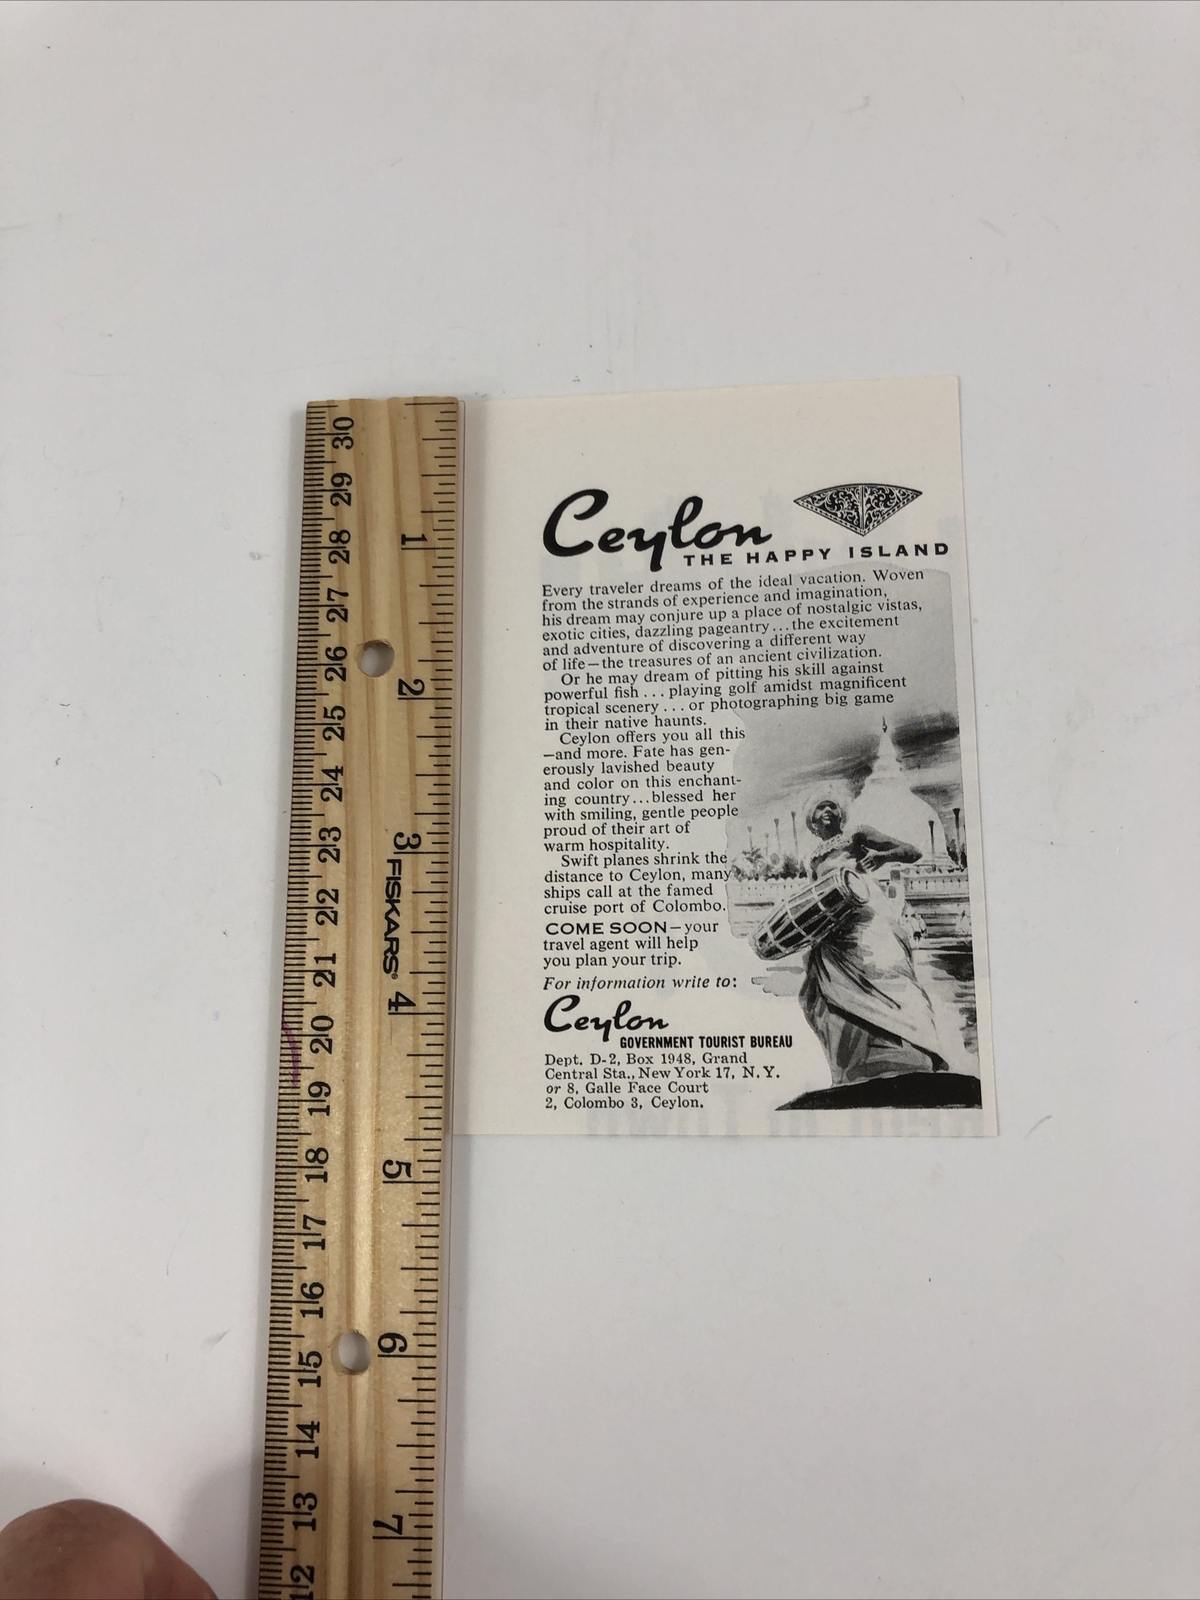 Ceylon
THE HAPPY ISLAND
Every traveler dreams of the ideal vacation. Woven
from the strands of experience and imagination,
his dream may conjure up a place of nostalgic vistas,
exotic cities, dazzling pageantry...the excitement
and adventure of discovering a different way
of life—the treasures of an ancient civilization.
Or he may dream of pitting his skill against
powerful fish . . . playing golf amidst magnificent
tropical scenery . . . or photographing big game
in their native haunts.
Ceylon offers you all this
—and more. Fate has gen-
erously lavished beauty
and color on this enchant-
ing country...blessed her
with smiling, gentle people
proud of their art of
warm hospitality.
Swift planes shrink the
distance to Ceylon, many
ships call at the famed
cruise port of Colombo.
COME SOON—your
travel agent will help
you plan your trip.
For information write to:
Ceylon
GOVERNMENT TOURIST BUREAU
Dept. D-2, Box 1948, Grand
Central Sta., New York 17, N.Y.
or 8, Galle Face Court
2, Colombo 3, Ceylon.
30
29
28
27
26
25
24
23
22
21
20
19
18
17
16
15
14
13
12
1
2
3
FISKARS®
4
5
6
7